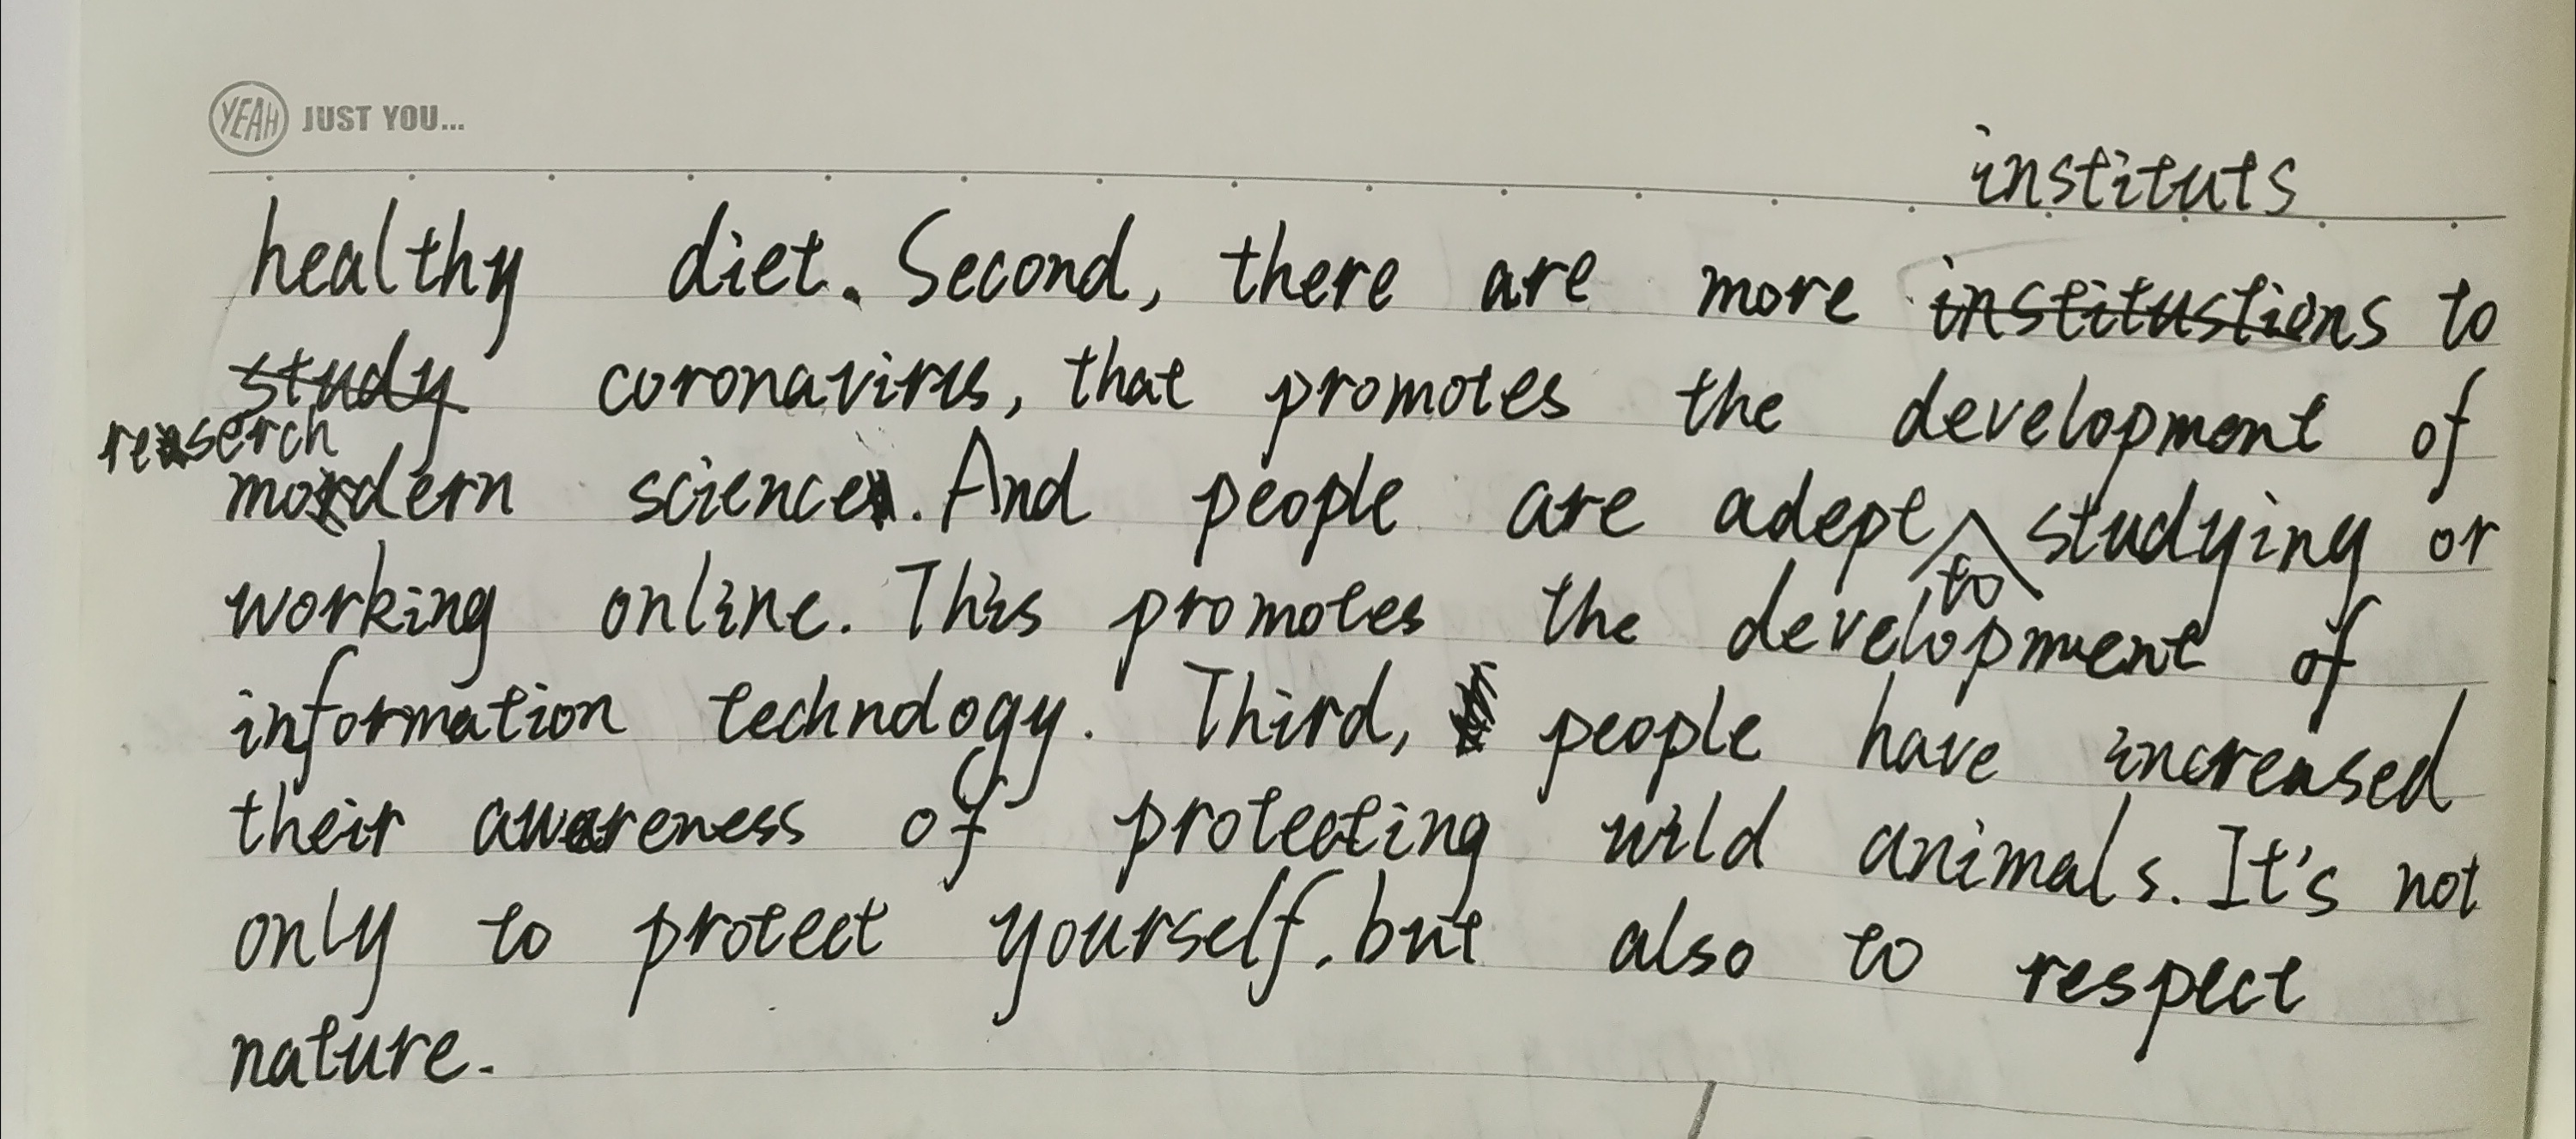 YEAH JUST YOU...
instituts
healthy diet. Second, there are more institustions to
study coronavirus, that promotes the development of
reserch
modern science. And people are adept to studying or
working online. This promotes the development of
information technology. Third, people have increased
their awareness of protecting wild animals. It's not
only to protect yourself, but also to respect
nature.